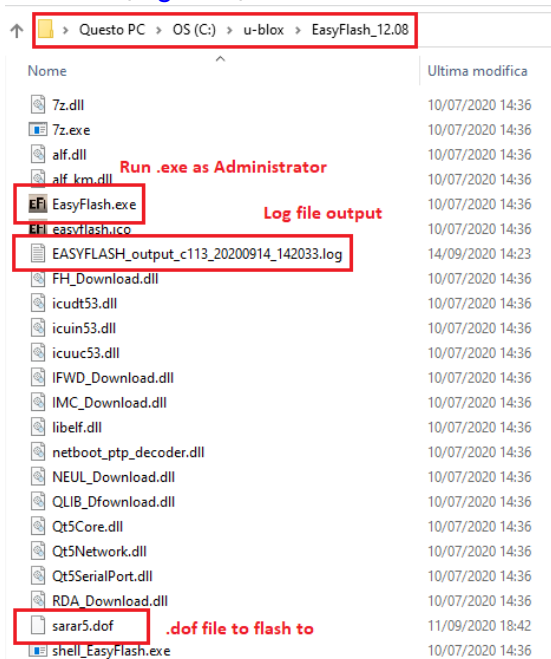 Questo PC > OS (C:) > u-blox > EasyFlash_12.08
Nome Ultima modifica
7z.dll 10/07/2020 14:36
7z.exe 10/07/2020 14:36
alf.dll 10/07/2020 14:36
Run .exe as Administrator
alf_km.dll 10/07/2020 14:36
EasyFlash.exe 10/07/2020 14:36
Log file output
easyflash.ico 10/07/2020 14:36
EASYFLASH_output_c113_20200914_142033.log 14/09/2020 14:23
FH_Download.dll 10/07/2020 14:36
icudt53.dll 10/07/2020 14:36
icuin53.dll 10/07/2020 14:36
icuuc53.dll 10/07/2020 14:36
IFWD_Download.dll 10/07/2020 14:36
IMC_Download.dll 10/07/2020 14:36
libelf.dll 10/07/2020 14:36
netboot_ptp_decoder.dll 10/07/2020 14:36
NEUL_Download.dll 10/07/2020 14:36
QLIB_Dfownload.dll 10/07/2020 14:36
Qt5Core.dll 10/07/2020 14:36
Qt5Network.dll 10/07/2020 14:36
Qt5SerialPort.dll 10/07/2020 14:36
RDA_Download.dll 10/07/2020 14:36
sarar5.dof .dof file to flash to 11/09/2020 18:42
shell_EasyFlash.exe 10/07/2020 14:36